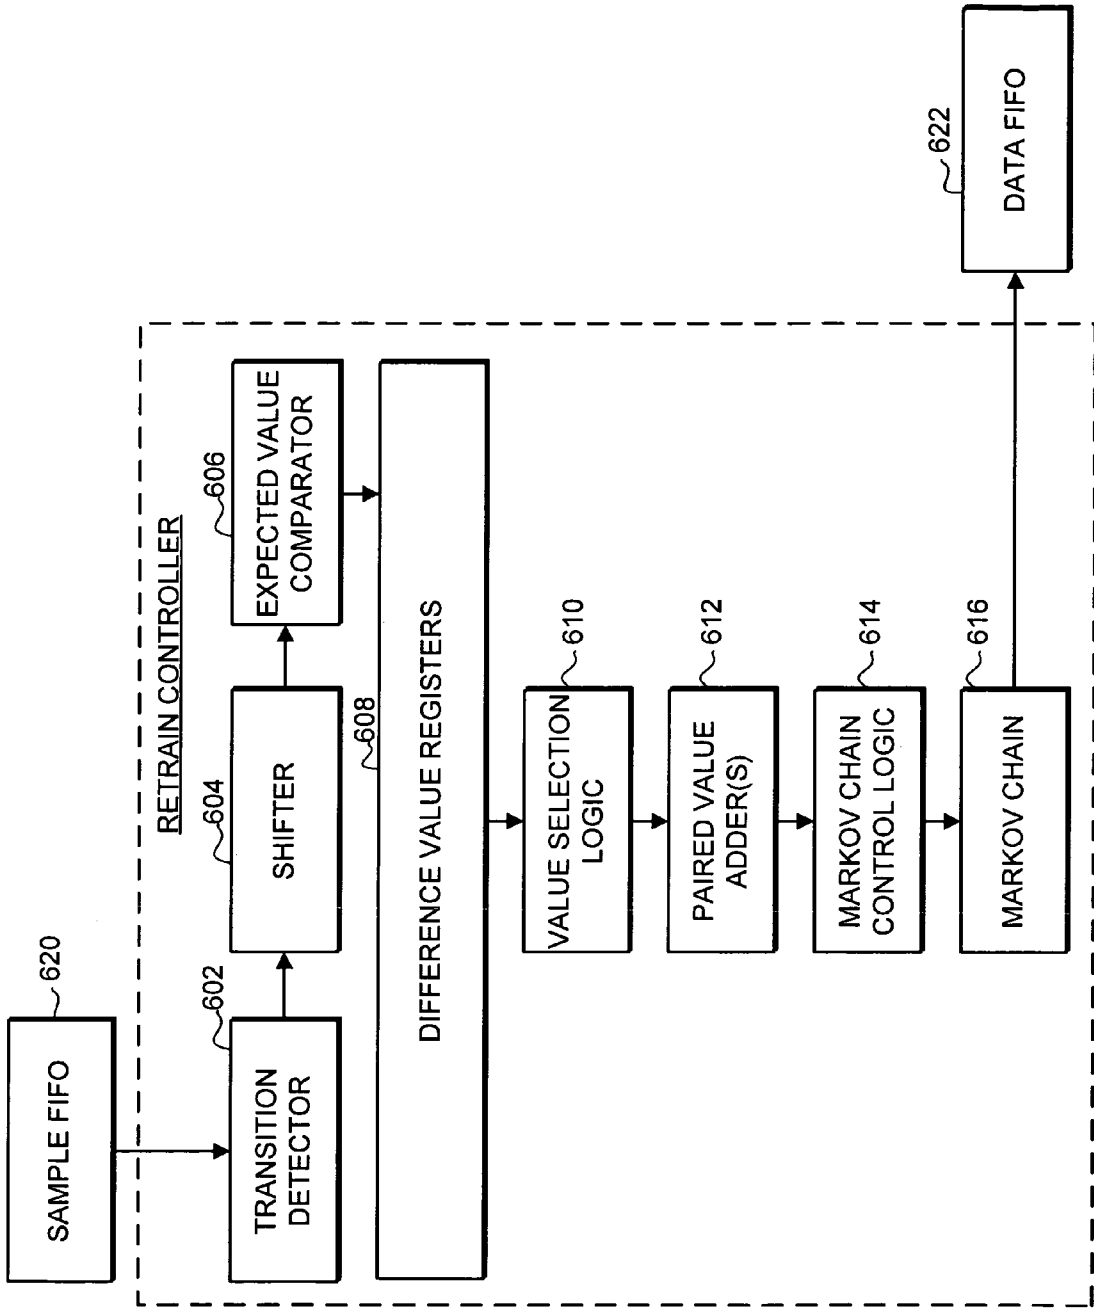 SAMPLE FIFO
620
RETRAIN CONTROLLER
602
TRANSITION
DETECTOR
604
SHIFTER
606
EXPECTED VALUE
COMPARATOR
608
DIFFERENCE VALUE REGISTERS
VALUE SELECTION
LOGIC
610
PAIRED VALUE
ADDER(S)
612
MARKOV CHAIN
CONTROL LOGIC
614
MARKOV CHAIN
616
622
DATA FIFO